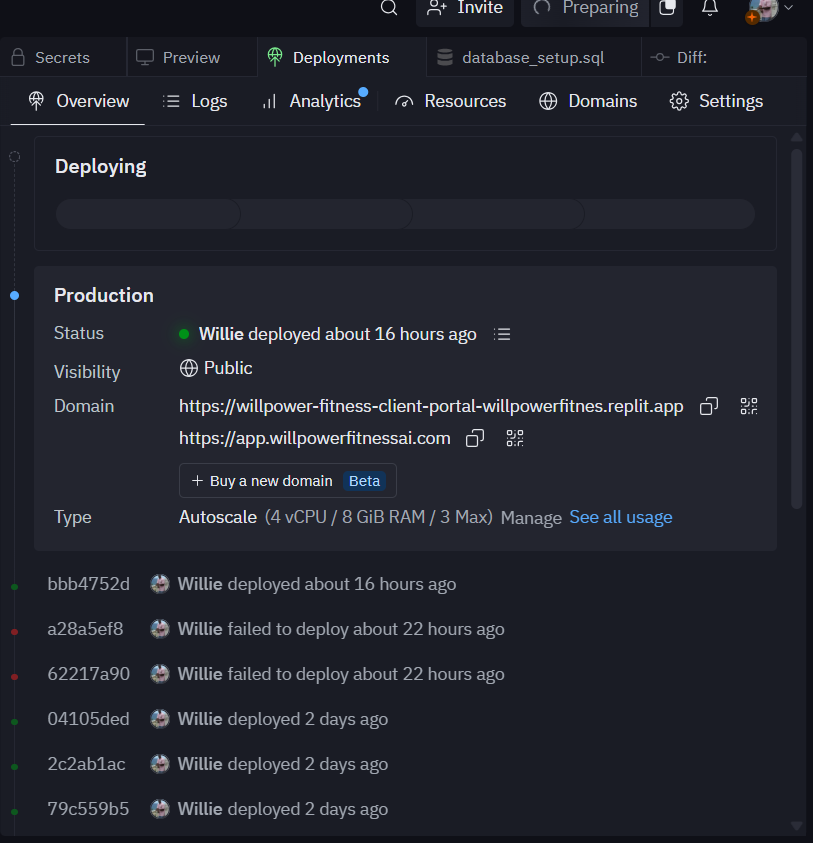 Invite Preparing
Secrets Preview Deployments database_setup.sql Diff:
Overview Logs Analytics Resources Domains Settings
Deploying
Production
Status Willie deployed about 16 hours ago
Visibility Public
Domain https://willpower-fitness-client-portal-willpowerfitnes.replit.app
https://app.willpowerfitnessai.com
+ Buy a new domain Beta
Type Autoscale (4 vCPU / 8 GiB RAM / 3 Max) Manage See all usage
bbb4752d Willie deployed about 16 hours ago
a28a5ef8 Willie failed to deploy about 22 hours ago
62217a90 Willie failed to deploy about 22 hours ago
04105ded Willie deployed 2 days ago
2c2ab1ac Willie deployed 2 days ago
79c559b5 Willie deployed 2 days ago